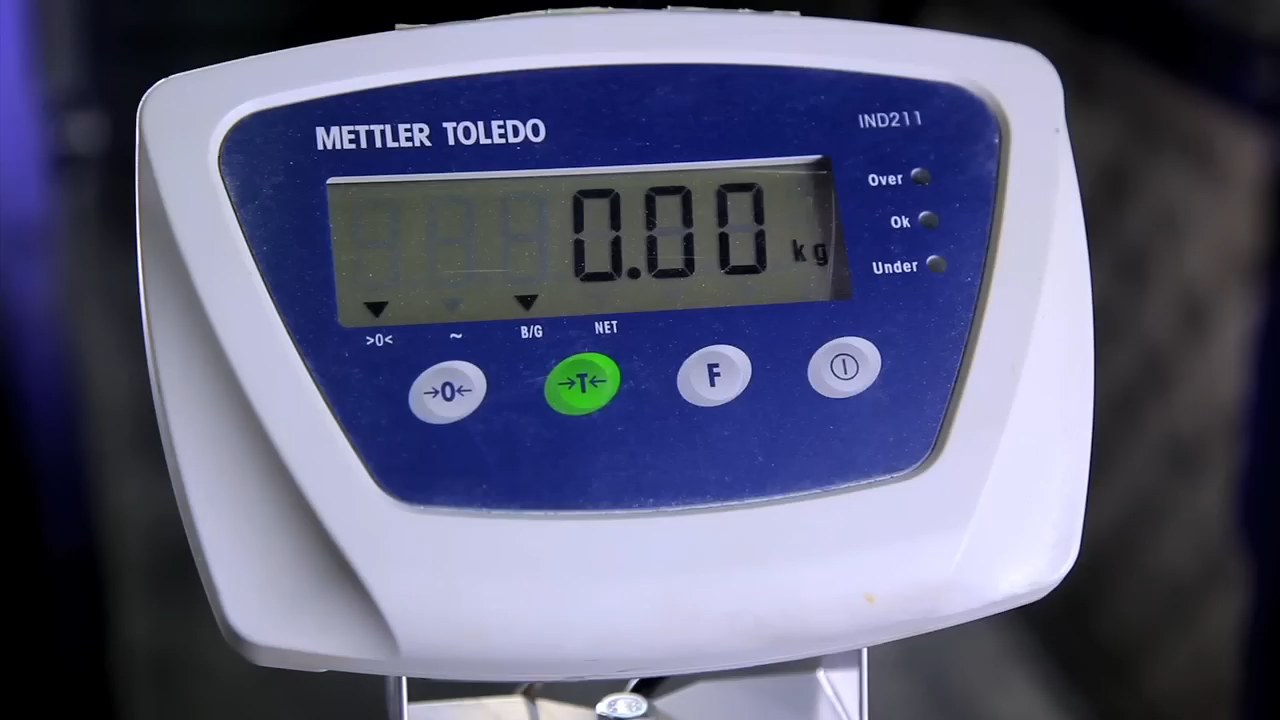 METTLER TOLEDO
IND211
0.00 kg
Over
Ok
Under
>0< ~ B/G NET
→0← →T← F